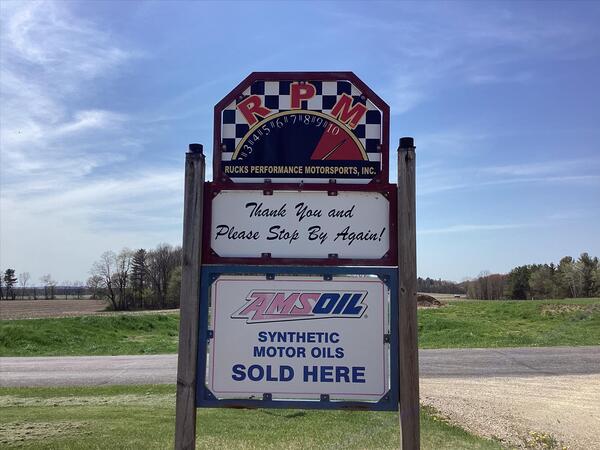 RPM
3 4 5 6 7 8 9 10
RUCKS PERFORMANCE MOTORSPORTS, INC.
Thank You and
Please Stop By Again!
AMSOIL®
SYNTHETIC
MOTOR OILS
SOLD HERE